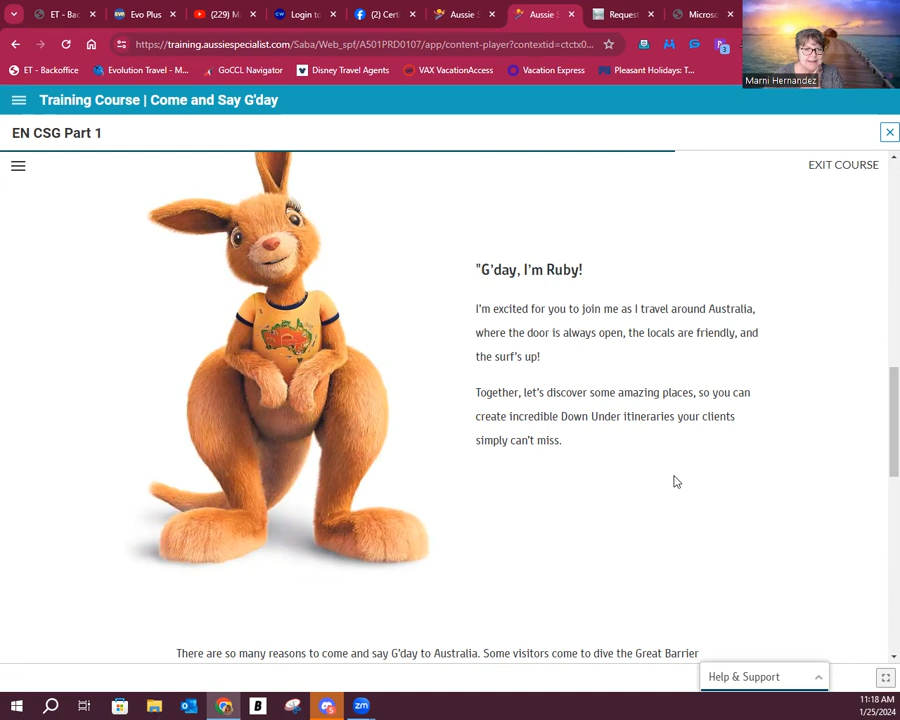 ET - Bac
Evo Plus
(229) M
Login to
(2) Cert
Aussie S
Aussie S
Request
Microsc
https://training.aussiespecialist.com/Saba/Web_spf/A501PRD0107/app/content-player?contextid=ctctx0...
3
Marni Hernandez
ET - Backoffice
Evolution Travel - M...
GoCCL Navigator
Disney Travel Agents
VAX VacationAccess
Vacation Express
Pleasant Holidays: T...
Training Course | Come and Say G'day
EN CSG Part 1
EXIT COURSE
"G'day, I'm Ruby!
I'm excited for you to join me as I travel around Australia,
where the door is always open, the locals are friendly, and
the surf's up!
Together, let's discover some amazing places, so you can
create incredible Down Under itineraries your clients
simply can't miss.
There are so many reasons to come and say G'day to Australia. Some visitors come to dive the Great Barrier
Help & Support
11:18 AM
1/25/2024